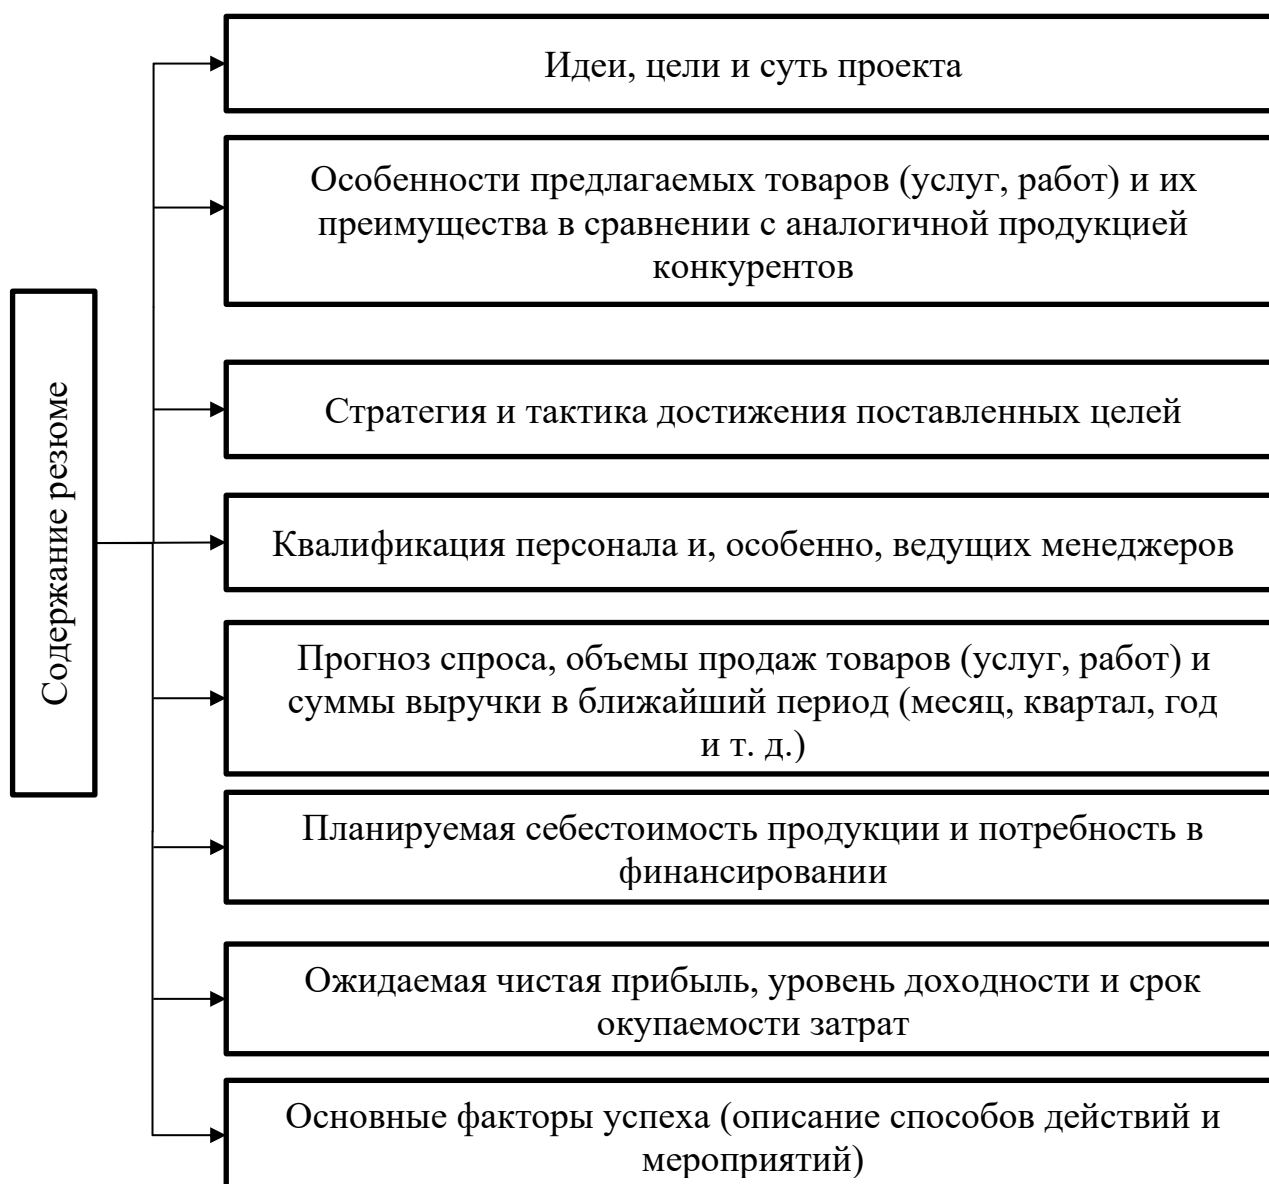 Содержание резюме
Идеи, цели и суть проекта
Особенности предлагаемых товаров (услуг, работ) и их
преимущества в сравнении с аналогичной продукцией
конкурентов
Стратегия и тактика достижения поставленных целей
Квалификация персонала и, особенно, ведущих менеджеров
Прогноз спроса, объемы продаж товаров (услуг, работ) и
суммы выручки в ближайший период (месяц, квартал, год
и т. д.)
Планируемая себестоимость продукции и потребность в
финансировании
Ожидаемая чистая прибыль, уровень доходности и срок
окупаемости затрат
Основные факторы успеха (описание способов действий и
мероприятий)